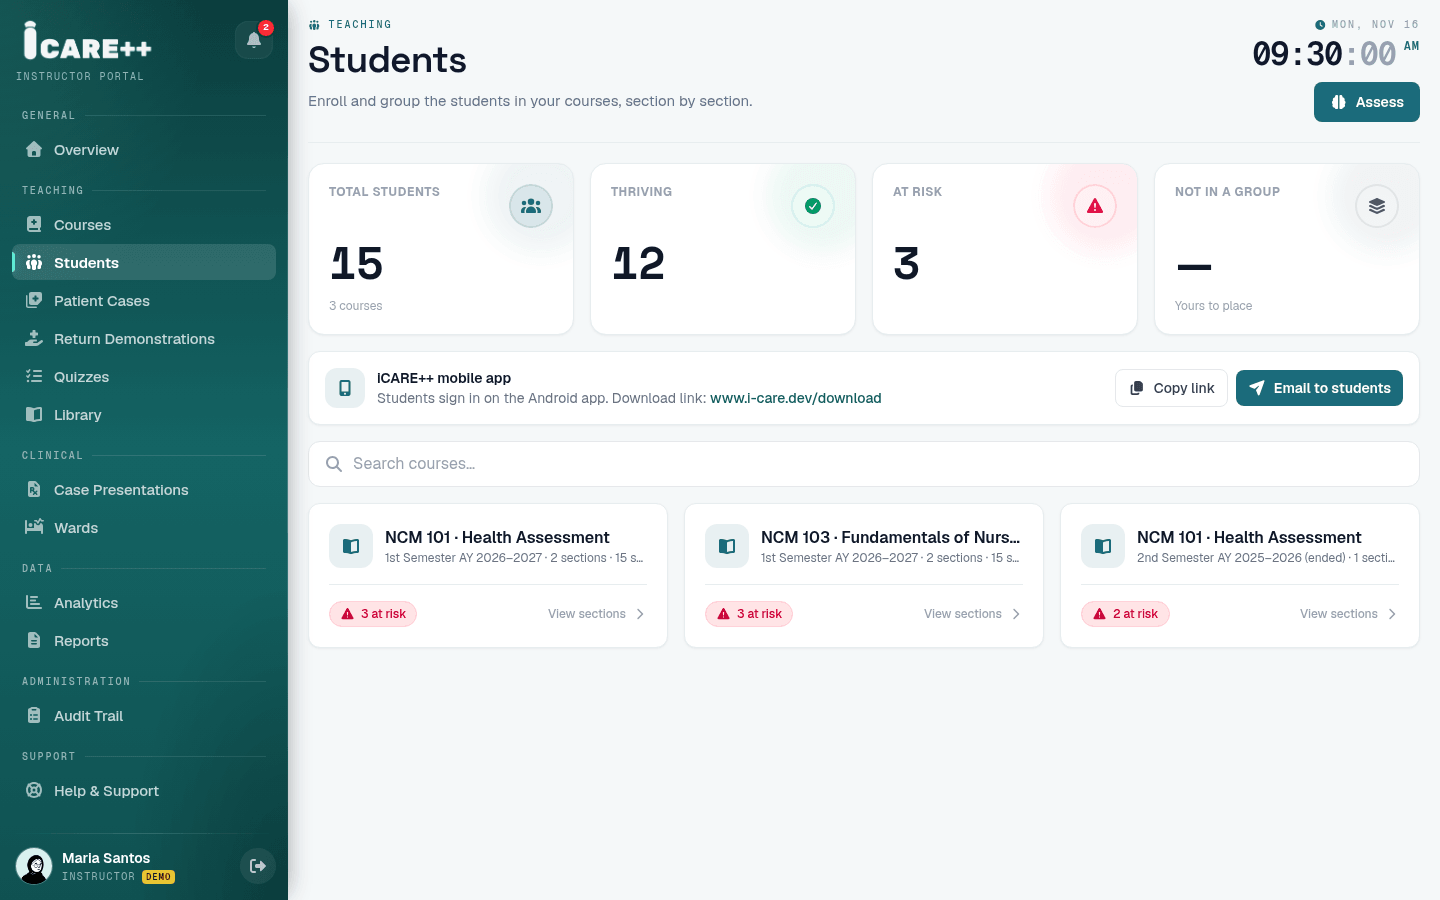 iCARE++
2
INSTRUCTOR PORTAL
GENERAL
Overview
TEACHING
Courses
Students
Patient Cases
Return Demonstrations
Quizzes
Library
CLINICAL
Case Presentations
Wards
DATA
Analytics
Reports
ADMINISTRATION
Audit Trail
SUPPORT
Help & Support
Maria Santos
INSTRUCTOR DEMO
TEACHING
Students
Enroll and group the students in your courses, section by section.
MON, NOV 16
09:30:00 AM
Assess
TOTAL STUDENTS
15
3 courses
THRIVING
12
AT RISK
3
NOT IN A GROUP
—
Yours to place
iCARE++ mobile app
Students sign in on the Android app. Download link: www.i-care.dev/download
Copy link
Email to students
Search courses...
NCM 101 · Health Assessment
1st Semester AY 2026–2027 · 2 sections · 15 s...
3 at risk
View sections
NCM 103 · Fundamentals of Nurs...
1st Semester AY 2026–2027 · 2 sections · 15 s...
3 at risk
View sections
NCM 101 · Health Assessment
2nd Semester AY 2025–2026 (ended) · 1 secti...
2 at risk
View sections